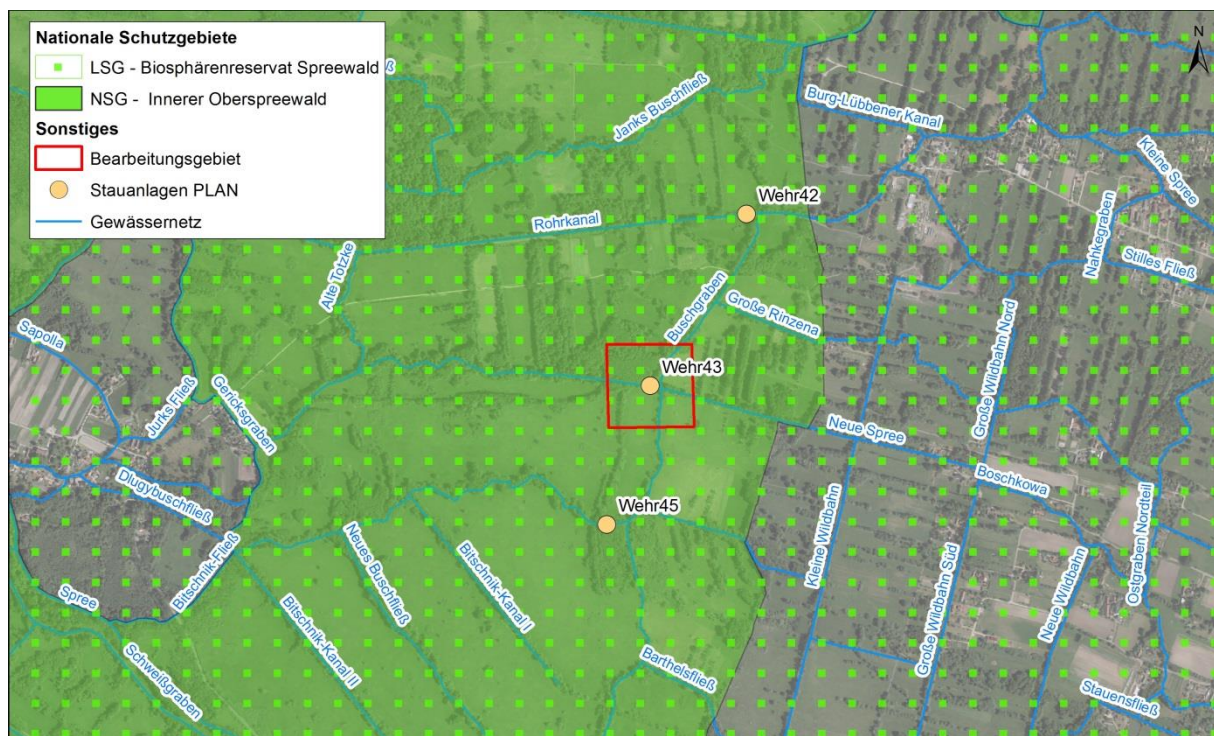 Nationale Schutzgebiete
LSG - Biosphärenreservat Spreewald
NSG - Innerer Oberspreewald
Sonstiges
Bearbeitungsgebiet
Stauanlagen PLAN
Gewässernetz
N
Janks Buschfließ
Burg-Lübbener Kanal
Kleine Spree
Wehr42
Rohrkanal
Nahkegraben
Stilles Fließ
Alte Totzke
Buschgraben
Große Rinzena
Große Wildbahn Nord
Sapolla
Wehr43
Jurks Fließ
Gericksgraben
Neue Spree
Boschkowa
Dlugybuschfließ
Wehr45
Kleine Wildbahn
Ostgraben Nordteil
Bitschnik-Fließ
Neues Buschfließ
Bitschnik-Kanal I
Spree
Bitschnik-Kanal II
Große Wildbahn Süd
Neue Wildbahn
Schweißgraben
Barthelsfließ
Stauensfließ